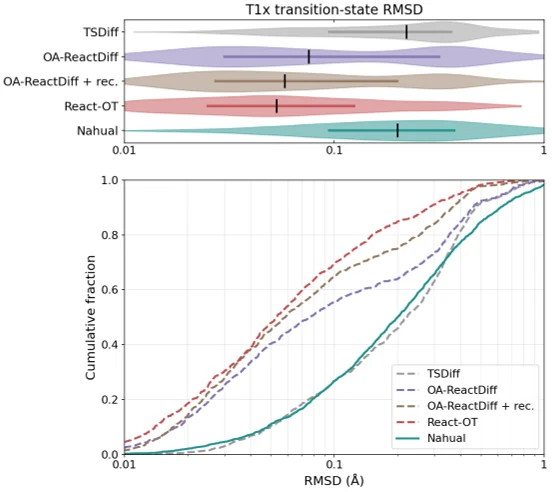 T1x transition-state RMSD
TSDiff
OA-ReactDiff
OA-ReactDiff + rec.
React-OT
Nahual
0.01 0.1 1
1.0
0.8
0.6
0.4
0.2
0.0
Cumulative fraction
TSDiff
OA-ReactDiff
OA-ReactDiff + rec.
React-OT
Nahual
0.01 0.1 1
RMSD (Å)